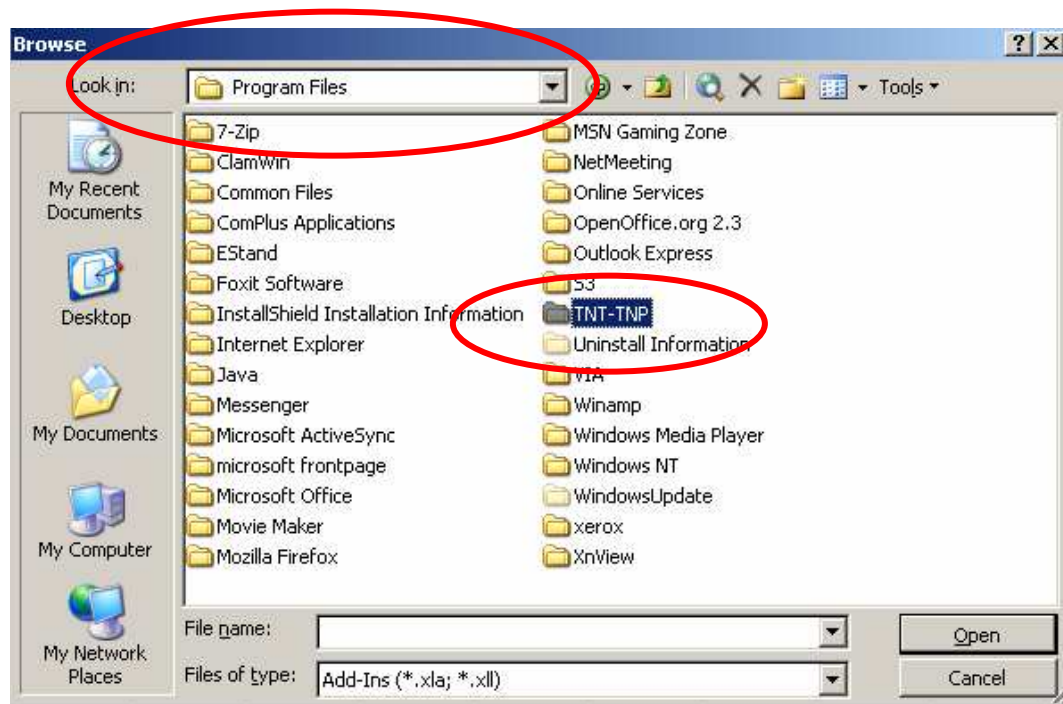 Browse
Look in:
Program Files
Tools
My Recent
Documents
Desktop
My Documents
My Computer
My Network
Places
7-Zip
ClamWin
Common Files
ComPlus Applications
EStand
Foxit Software
InstallShield Installation Information
Internet Explorer
Java
Messenger
Microsoft ActiveSync
microsoft frontpage
Microsoft Office
Movie Maker
Mozilla Firefox
MSN Gaming Zone
NetMeeting
Online Services
OpenOffice.org 2.3
Outlook Express
S3
TNT-TNP
Uninstall Information
VIA
Winamp
Windows Media Player
Windows NT
WindowsUpdate
xerox
XnView
File name:
Open
Files of type:
Add-Ins (*.xla; *.xll)
Cancel